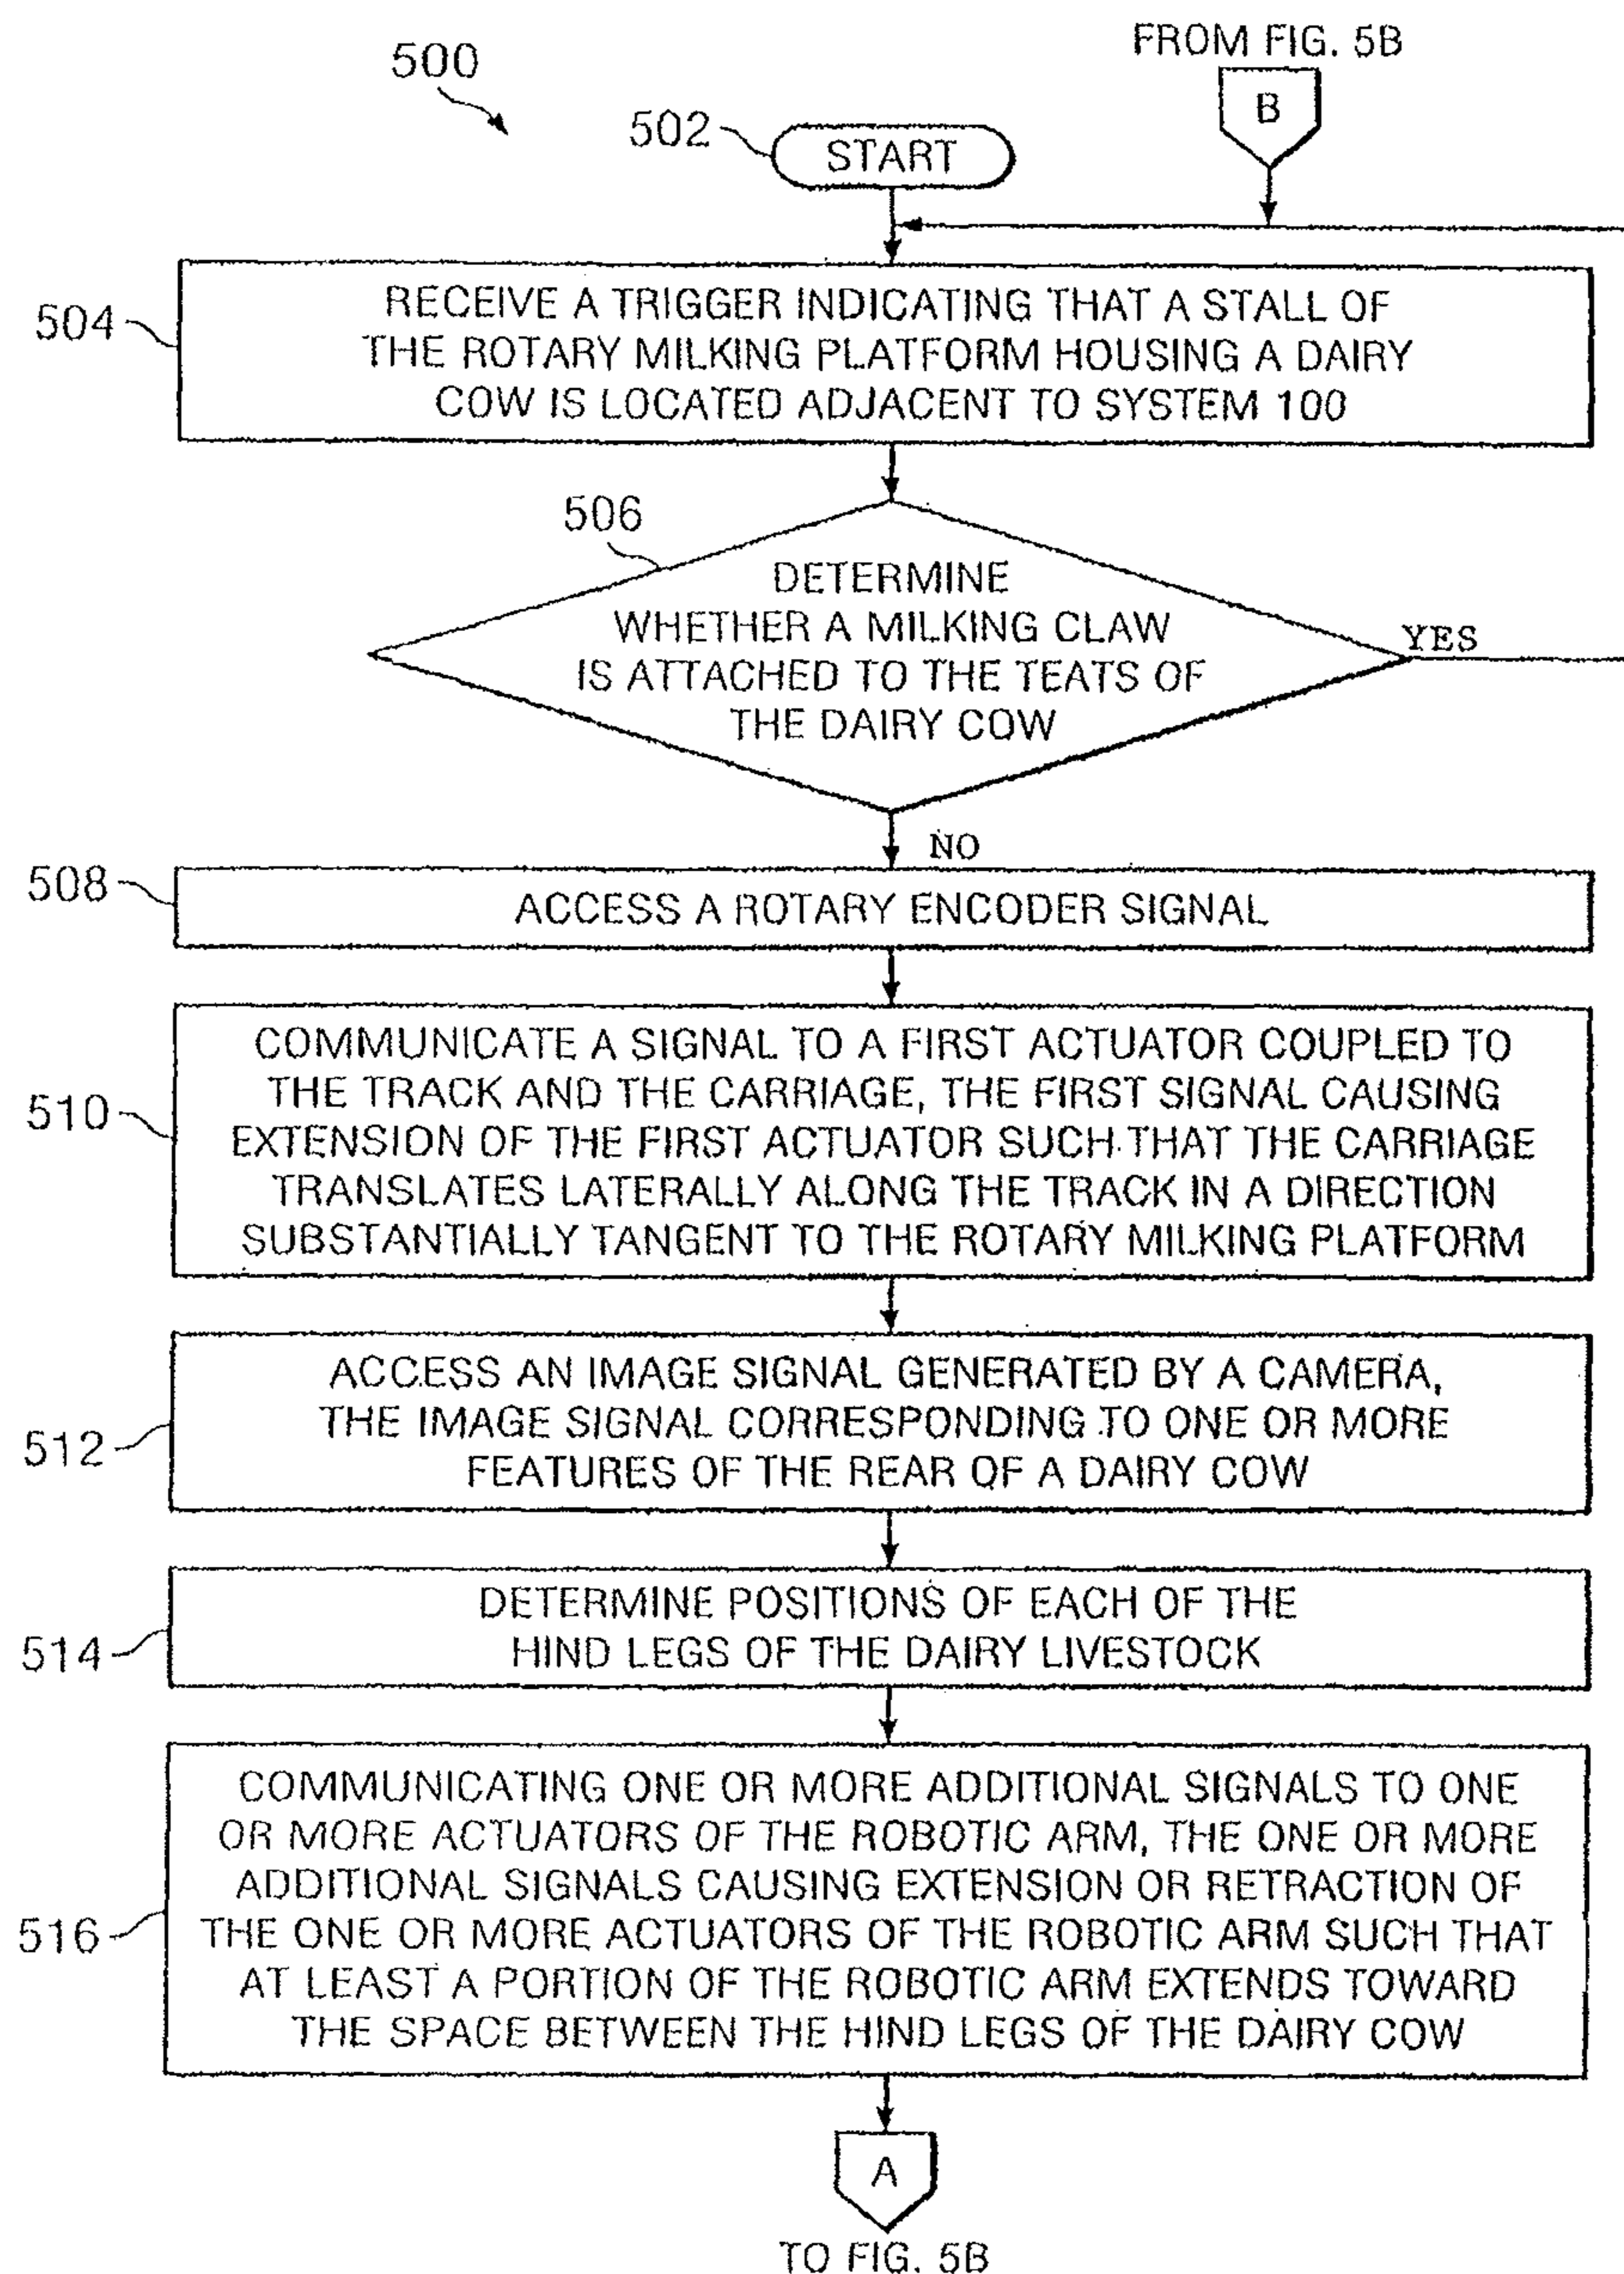 FROM FIG. 5B
500
B
502
START
504
RECEIVE A TRIGGER INDICATING THAT A STALL OF
THE ROTARY MILKING PLATFORM HOUSING A DAIRY
COW IS LOCATED ADJACENT TO SYSTEM 100
506
DETERMINE
WHETHER A MILKING CLAW
IS ATTACHED TO THE TEATS OF
THE DAIRY COW
YES
NO
508
ACCESS A ROTARY ENCODER SIGNAL
510
COMMUNICATE A SIGNAL TO A FIRST ACTUATOR COUPLED TO
THE TRACK AND THE CARRIAGE, THE FIRST SIGNAL CAUSING
EXTENSION OF THE FIRST ACTUATOR SUCH THAT THE CARRIAGE
TRANSLATES LATERALLY ALONG THE TRACK IN A DIRECTION
SUBSTANTIALLY TANGENT TO THE ROTARY MILKING PLATFORM
512
ACCESS AN IMAGE SIGNAL GENERATED BY A CAMERA,
THE IMAGE SIGNAL CORRESPONDING TO ONE OR MORE
FEATURES OF THE REAR OF A DAIRY COW
514
DETERMINE POSITIONS OF EACH OF THE
HIND LEGS OF THE DAIRY LIVESTOCK
516
COMMUNICATING ONE OR MORE ADDITIONAL SIGNALS TO ONE
OR MORE ACTUATORS OF THE ROBOTIC ARM, THE ONE OR MORE
ADDITIONAL SIGNALS CAUSING EXTENSION OR RETRACTION OF
THE ONE OR MORE ACTUATORS OF THE ROBOTIC ARM SUCH THAT
AT LEAST A PORTION OF THE ROBOTIC ARM EXTENDS TOWARD
THE SPACE BETWEEN THE HIND LEGS OF THE DAIRY COW
A
TO FIG. 5B